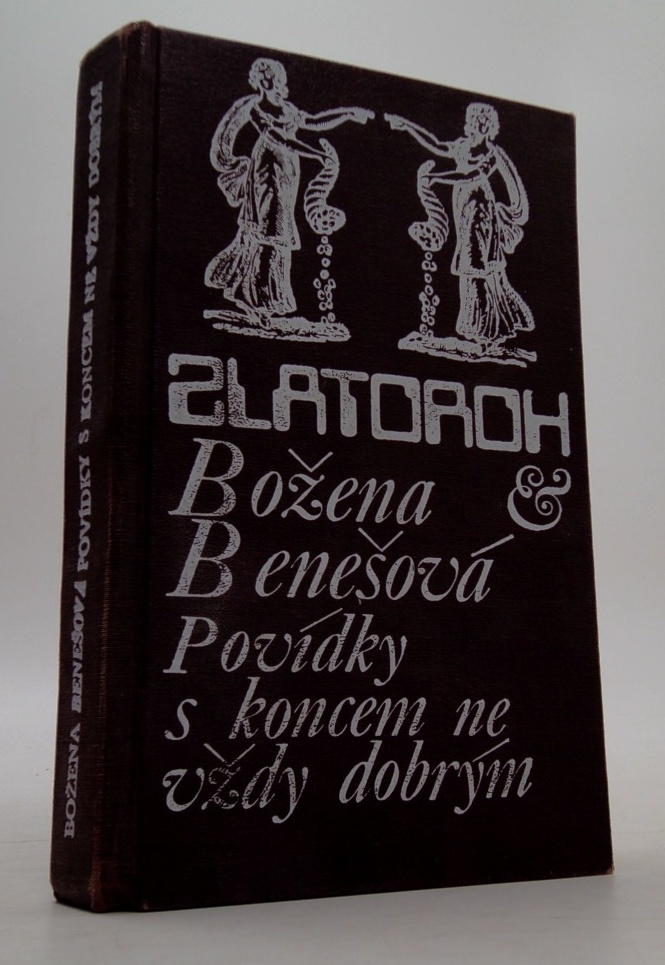 BOŽENA BENEŠOVÁ POVÍDKY S KONCEM NE VŽDY DOBRÝM
ZLATOROH
Božena &
Benešová
Povídky
s koncem ne
vždy dobrým